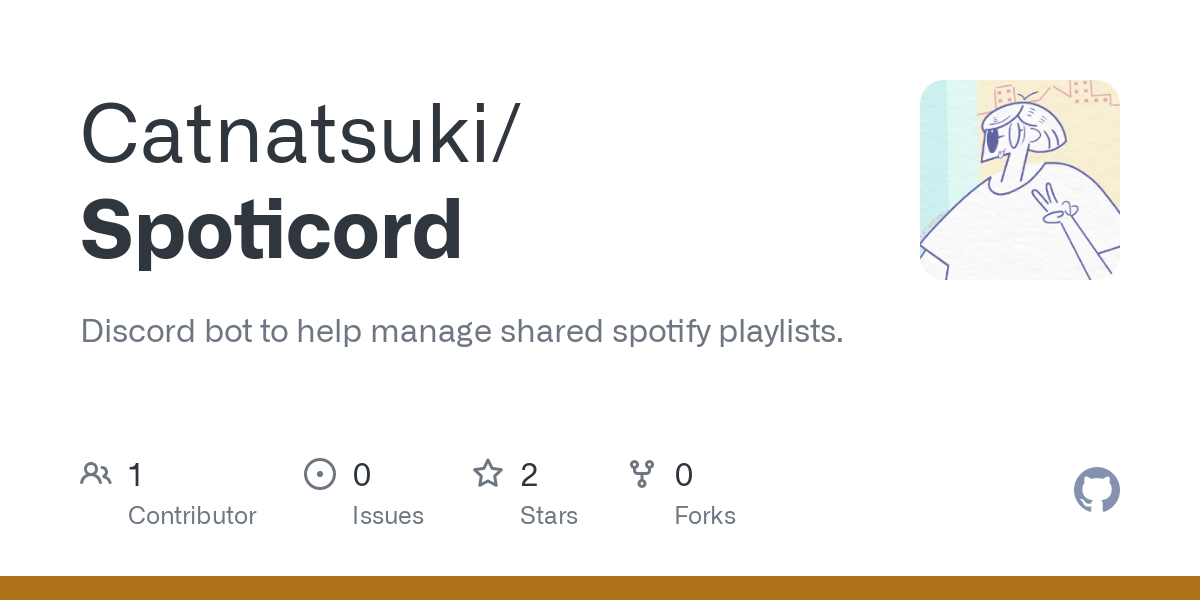 Catnatsuki/
Spoticord
Discord bot to help manage shared spotify playlists.
1
Contributor
0
Issues
2
Stars
0
Forks